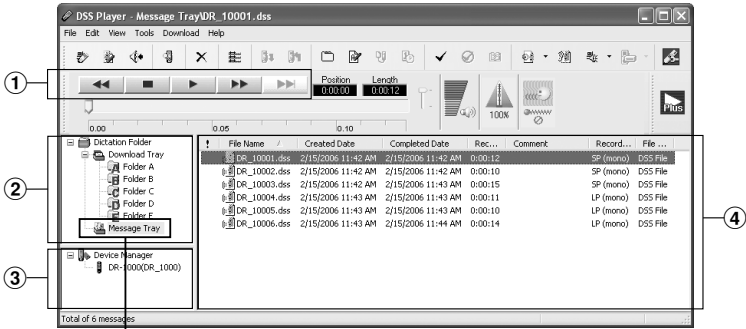 DSS Player - Message Tray\DR_10001.dss
File Edit View Tools Download Help
1
Position Length
0:00:00 0:00:12
100%
Plus
0.00 0.05 0.10
2
Dictation Folder
Download Tray
Folder A
Folder B
Folder C
Folder D
Folder E
Message Tray
3
Device Manager
DR-1000(DR_1000)
! File Name / Created Date Completed Date Rec... Comment Record... File ...
DR_10001.dss 2/15/2006 11:42 AM 2/15/2006 11:42 AM 0:00:12 SP (mono) DSS File
DR_10002.dss 2/15/2006 11:42 AM 2/15/2006 11:42 AM 0:00:10 SP (mono) DSS File
DR_10003.dss 2/15/2006 11:42 AM 2/15/2006 11:43 AM 0:00:15 SP (mono) DSS File
DR_10004.dss 2/15/2006 11:43 AM 2/15/2006 11:43 AM 0:00:11 LP (mono) DSS File
DR_10005.dss 2/15/2006 11:43 AM 2/15/2006 11:43 AM 0:00:10 LP (mono) DSS File
DR_10006.dss 2/15/2006 11:43 AM 2/15/2006 11:44 AM 0:00:14 LP (mono) DSS File
4
Total of 6 messages